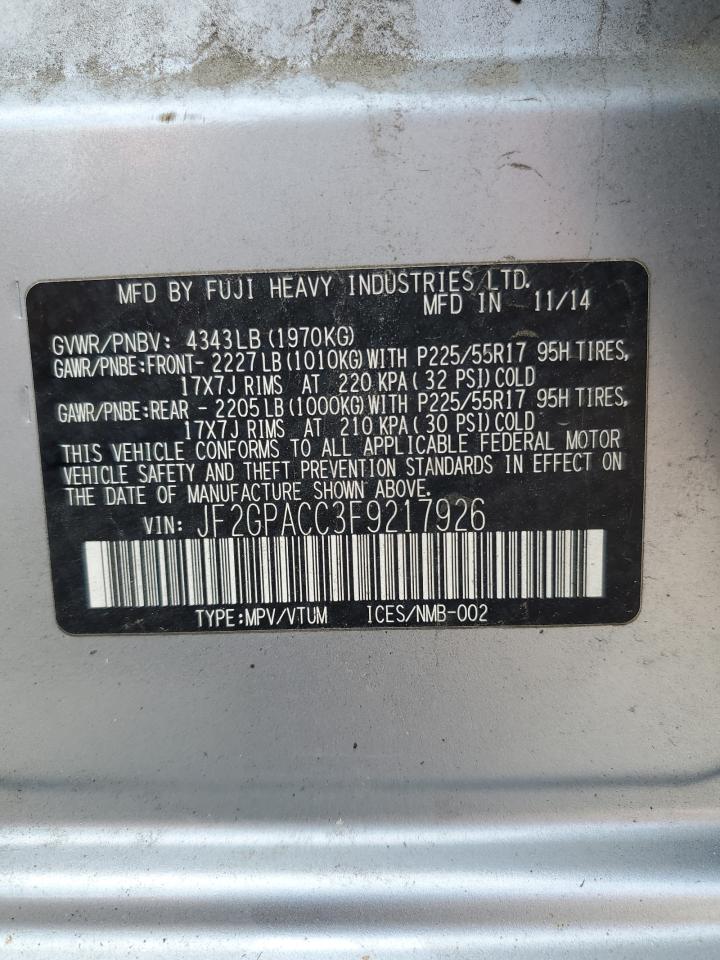 MFD BY FUJI HEAVY INDUSTRIES LTD.
MFD IN 11/14
GVWR/PNBV: 4343LB (1970KG)
GAWR/PNBE:FRONT- 2227LB (1010KG) WITH P225/55R17 95H TIRES,
17X7J RIMS AT 220 KPA ( 32 PSI) COLD
GAWR/PNBE:REAR - 2205LB (1000KG) WITH P225/55R17 95H TIRES,
17X7J RIMS AT 210 KPA ( 30 PSI) COLD
THIS VEHICLE CONFORMS TO ALL APPLICABLE FEDERAL MOTOR
VEHICLE SAFETY AND THEFT PREVENTION STANDARDS IN EFFECT ON
THE DATE OF MANUFACTURE SHOWN ABOVE.
VIN: JF2GPACC3F9217926
TYPE:MPV/VTUM ICES/NMB-002